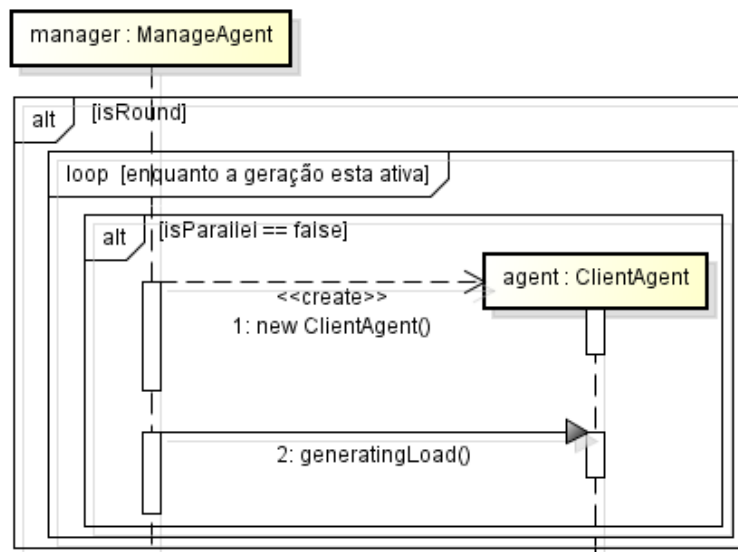 manager : ManageAgent
alt [isRound]
loop [enquanto a geração esta ativa]
alt [isParallel == false]
agent : ClientAgent
<<create>>
1: new ClientAgent()
2: generatingLoad()